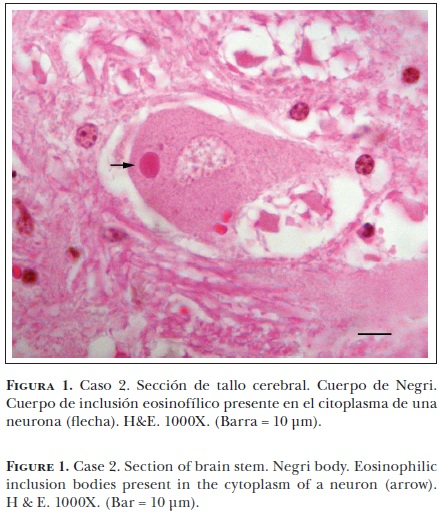 FIGURA 1. Caso 2. Sección de tallo cerebral. Cuerpo de Negri.
Cuerpo de inclusión eosinofílico presente en el citoplasma de una
neurona (flecha). H&E. 1000X. (Barra = 10 µm).
FIGURE 1. Case 2. Section of brain stem. Negri body. Eosinophilic
inclusion bodies present in the cytoplasm of a neuron (arrow).
H & E. 1000X. (Bar = 10 µm).